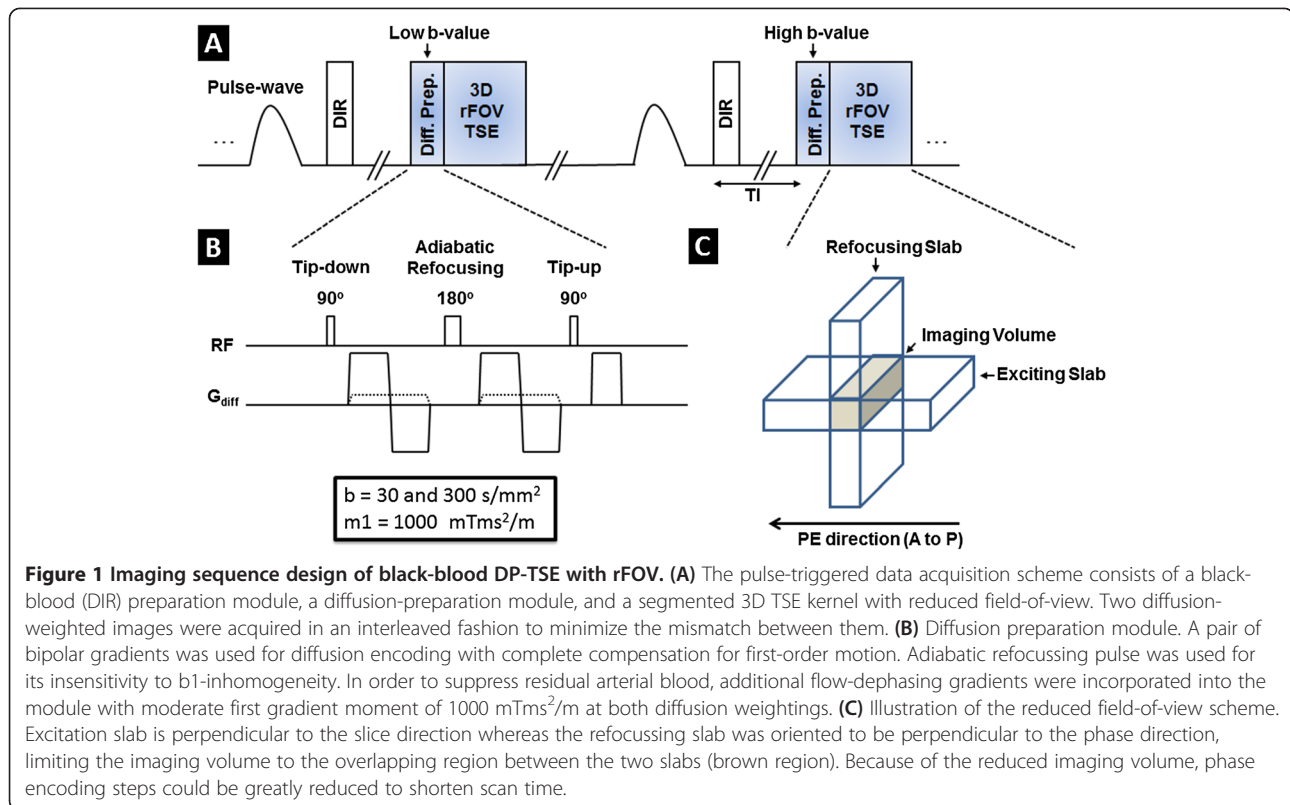 A
Low b-value
High b-value
Pulse-wave
DIR
Diff. Prep.
3D
rFOV
TSE
DIR
Diff. Prep.
3D
rFOV
TSE
...
...
TI
B
Tip-down
Adiabatic
Refocusing
Tip-up
90º
180º
90º
RF
Gdiff
b = 30 and 300 s/mm²
m1 = 1000 mTms²/m
C
Refocusing Slab
Imaging Volume
Exciting Slab
PE direction (A to P)
Figure 1 Imaging sequence design of black-blood DP-TSE with rFOV. (A) The pulse-triggered data acquisition scheme consists of a black-
blood (DIR) preparation module, a diffusion-preparation module, and a segmented 3D TSE kernel with reduced field-of-view. Two diffusion-
weighted images were acquired in an interleaved fashion to minimize the mismatch between them. (B) Diffusion preparation module. A pair of
bipolar gradients was used for diffusion encoding with complete compensation for first-order motion. Adiabatic refocussing pulse was used for
its insensitivity to b1-inhomogeneity. In order to suppress residual arterial blood, additional flow-dephasing gradients were incorporated into the
module with moderate first gradient moment of 1000 mTms²/m at both diffusion weightings. (C) Illustration of the reduced field-of-view scheme.
Excitation slab is perpendicular to the slice direction whereas the refocussing slab was oriented to be perpendicular to the phase direction,
limiting the imaging volume to the overlapping region between the two slabs (brown region). Because of the reduced imaging volume, phase
encoding steps could be greatly reduced to shorten scan time.